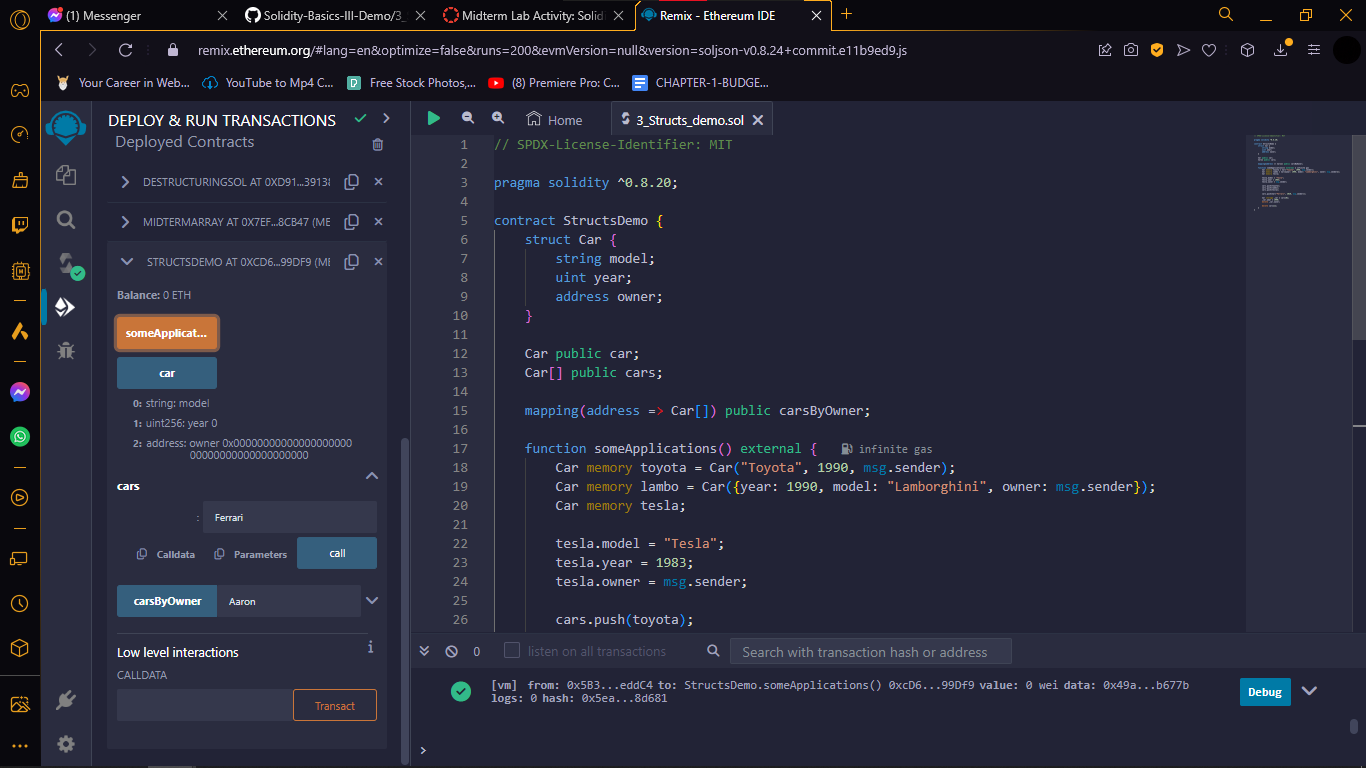 (1) Messenger
Solidity-Basics-III-Demo/3_
Midterm Lab Activity: Solid
Remix - Ethereum IDE
remix.ethereum.org/#lang=en&optimize=false&runs=200&evmVersion=null&version=soljson-v0.8.24+commit.e11b9ed9.js
Your Career in Web...
YouTube to Mp4 C...
Free Stock Photos,...
(8) Premiere Pro: C...
CHAPTER-1-BUDGE...
DEPLOY & RUN TRANSACTIONS
Deployed Contracts
DESTRUCTURINGSOL AT 0XD91...39138
MIDTERMARRAY AT 0X7EF...8CB47 (ME
STRUCTSDEMO AT 0XCD6...99DF9 (ME
Balance: 0 ETH
someApplicat...
car
0: string: model
1: uint256: year 0
2: address: owner 0x00000000000000000000
00000000000000000000
cars
: Ferrari
Calldata
Parameters
call
carsByOwner
Aaron
Low level interactions
i
CALLDATA
Transact
Home
3_Structs_demo.sol
1 // SPDX-License-Identifier: MIT
2
3 pragma solidity ^0.8.20;
4
5 contract StructsDemo {
6 struct Car {
7 string model;
8 uint year;
9 address owner;
10 }
11
12 Car public car;
13 Car[] public cars;
14
15 mapping(address => Car[]) public carsByOwner;
16
17 function someApplications() external { infinite gas
18 Car memory toyota = Car("Toyota", 1990, msg.sender);
19 Car memory lambo = Car({year: 1990, model: "Lamborghini", owner: msg.sender});
20 Car memory tesla;
21
22 tesla.model = "Tesla";
23 tesla.year = 1983;
24 tesla.owner = msg.sender;
25
26 cars.push(toyota);
0
listen on all transactions
Search with transaction hash or address
[vm] from: 0x5B3...eddC4 to: StructsDemo.someApplications() 0xcD6...99Df9 value: 0 wei data: 0x49a...b677b
logs: 0 hash: 0x5ea...8d681
Debug
>